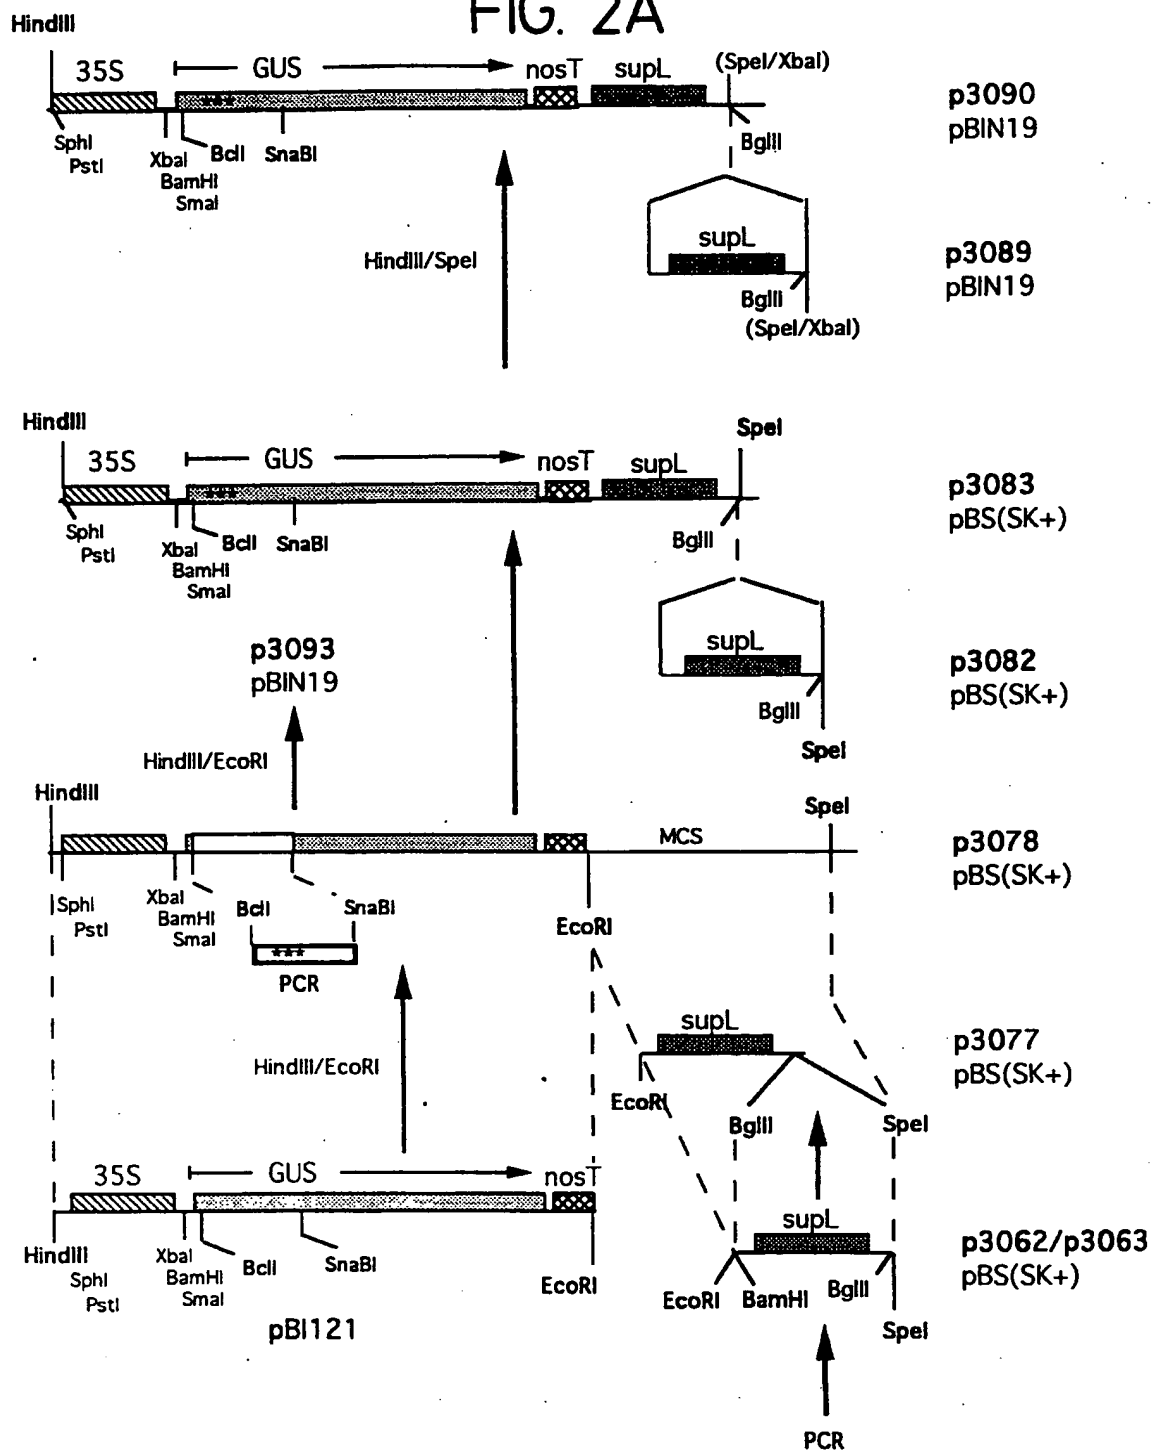 FIG. 2A
HindIII
35S
GUS
nosT
supL
(SpeI/XbaI)
p3090
pBIN19
***
SphI
PstI
XbaI
BamHI
SmaI
BclI
SnaBI
BglII
HindIII/SpeI
supL
p3089
pBIN19
BglII
(SpeI/XbaI)
HindIII
35S
GUS
nosT
supL
SpeI
p3083
pBS(SK+)
***
SphI
PstI
XbaI
BamHI
SmaI
BclI
SnaBI
BglII
p3093
pBIN19
supL
p3082
pBS(SK+)
BglII
SpeI
HindIII/EcoRI
HindIII
SpeI
MCS
p3078
pBS(SK+)
SphI
PstI
XbaI
BamHI
SmaI
BclI
SnaBI
EcoRI
***
PCR
supL
p3077
pBS(SK+)
HindIII/EcoRI
EcoRI
BglII
SpeI
35S
GUS
nosT
supL
p3062/p3063
pBS(SK+)
HindIII
SphI
PstI
XbaI
BamHI
SmaI
BclI
SnaBI
EcoRI
EcoRI
BamHI
BglII
SpeI
pBI121
PCR